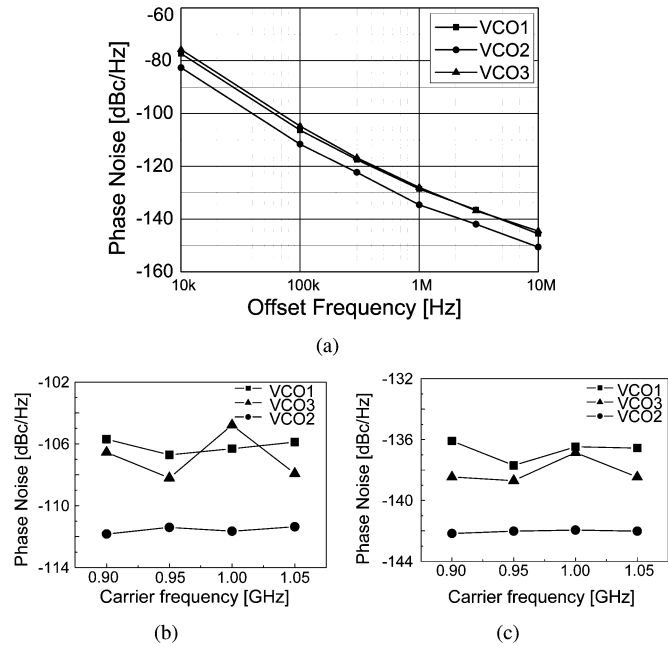 -60
-80
-100
-120
-140
-160
Phase Noise [dBc/Hz]
VCO1
VCO2
VCO3
10k 100k 1M 10M
Offset Frequency [Hz]
(a)
-102
-106
-110
-114
Phase Noise [dBc/Hz]
VCO1
VCO3
VCO2
0.90 0.95 1.00 1.05
Carrier frequency [GHz]
(b)
-132
-136
-140
-144
Phase Noise [dBc/Hz]
VCO1
VCO3
VCO2
0.90 0.95 1.00 1.05
Carrier frequency [GHz]
(c)